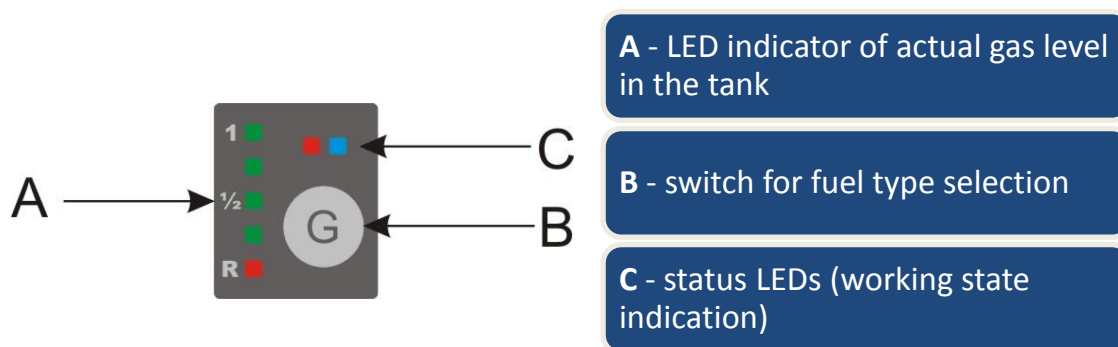 A
1
½
R
G
C
B
A - LED indicator of actual gas level
in the tank
B - switch for fuel type selection
C - status LEDs (working state
indication)